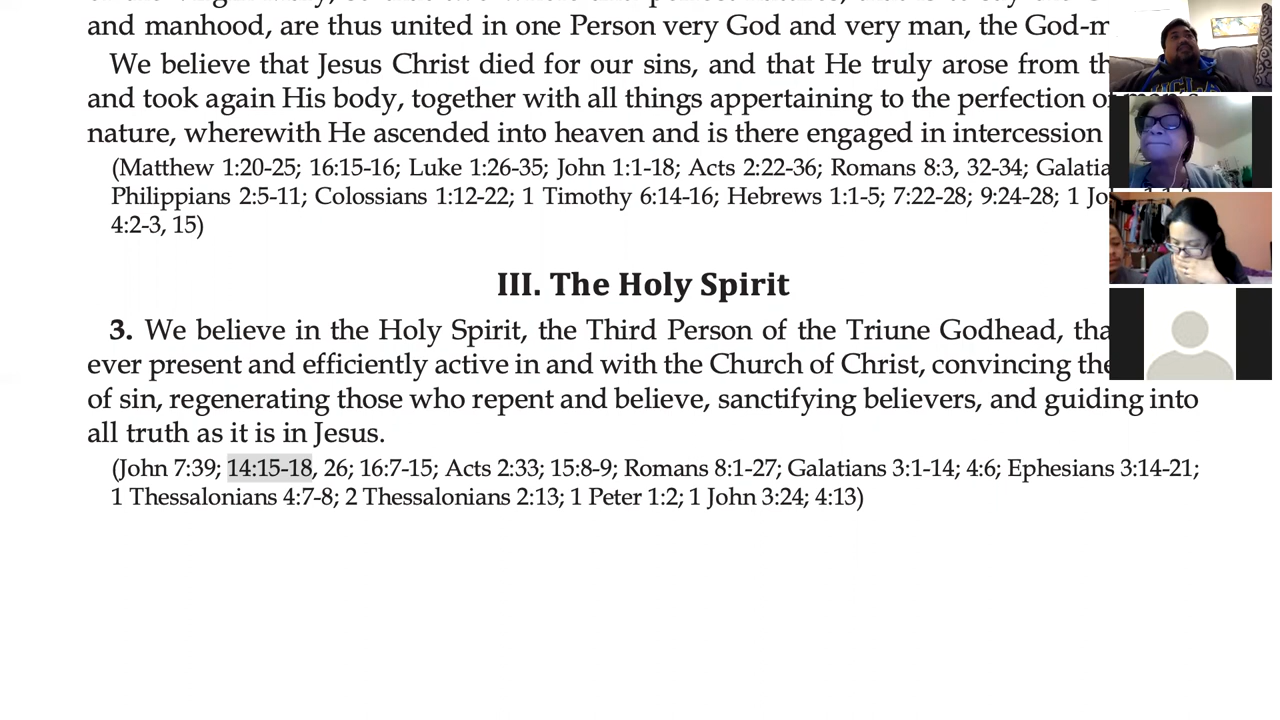 and manhood, are thus united in one Person very God and very man, the God-m
We believe that Jesus Christ died for our sins, and that He truly arose from th
and took again His body, together with all things appertaining to the perfection of man's
nature, wherewith He ascended into heaven and is there engaged in intercession
(Matthew 1:20-25; 16:15-16; Luke 1:26-35; John 1:1-18; Acts 2:22-36; Romans 8:3, 32-34; Galatia
Philippians 2:5-11; Colossians 1:12-22; 1 Timothy 6:14-16; Hebrews 1:1-5; 7:22-28; 9:24-28; 1 Jo
4:2-3, 15)
III. The Holy Spirit
3. We believe in the Holy Spirit, the Third Person of the Triune Godhead, tha
ever present and efficiently active in and with the Church of Christ, convincing the
of sin, regenerating those who repent and believe, sanctifying believers, and guiding into
all truth as it is in Jesus.
(John 7:39; 14:15-18, 26; 16:7-15; Acts 2:33; 15:8-9; Romans 8:1-27; Galatians 3:1-14; 4:6; Ephesians 3:14-21;
1 Thessalonians 4:7-8; 2 Thessalonians 2:13; 1 Peter 1:2; 1 John 3:24; 4:13)